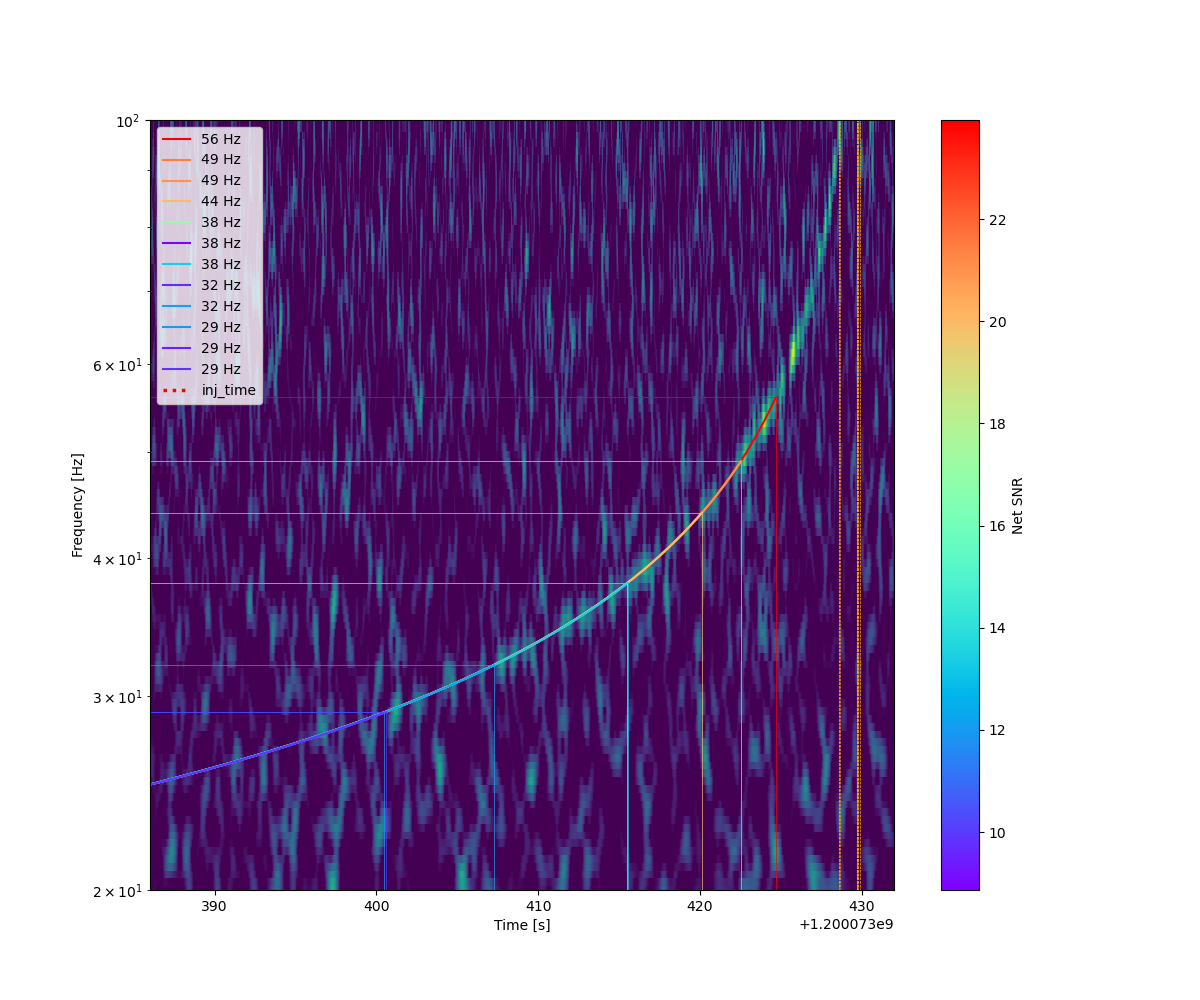 10²
6 × 10¹
4 × 10¹
3 × 10¹
2 × 10¹
Frequency [Hz]
56 Hz
49 Hz
49 Hz
44 Hz
38 Hz
38 Hz
38 Hz
32 Hz
32 Hz
29 Hz
29 Hz
29 Hz
inj_time
390
400
410
420
430
Time [s]
+1.200073e9
22
20
18
16
14
12
10
Net SNR